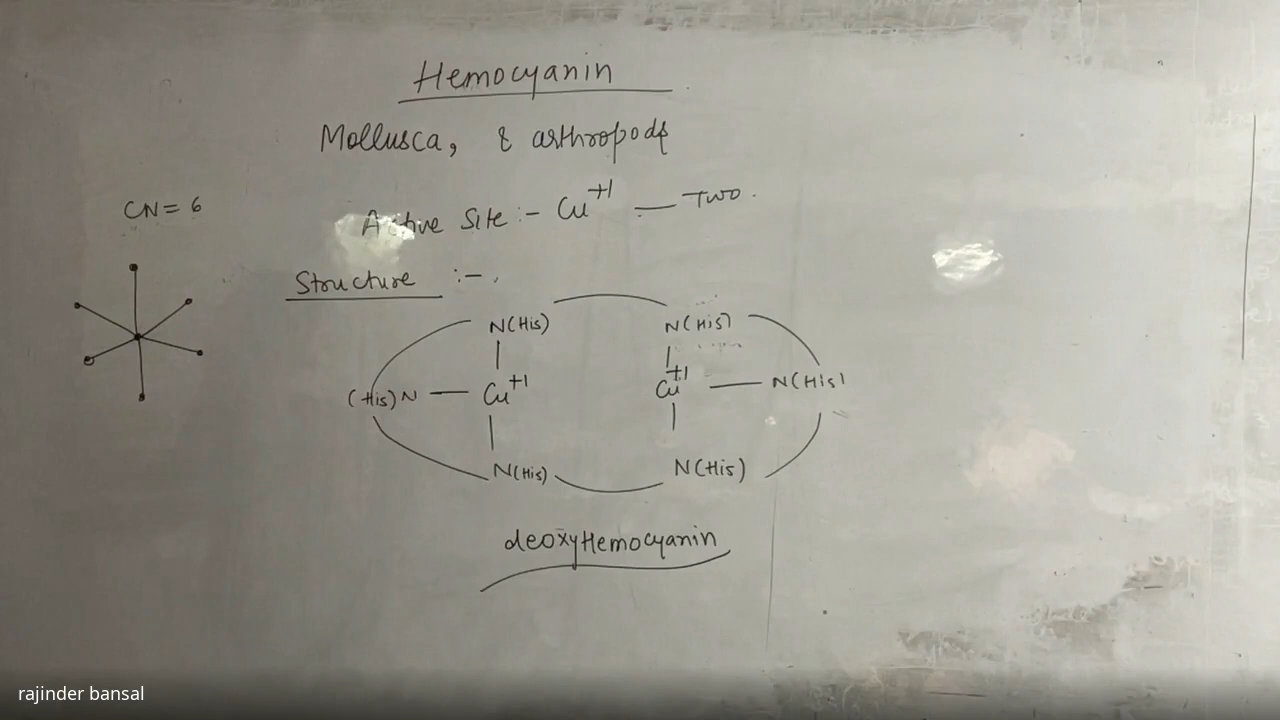 Hemocyanin
Mollusca, & arthropods
CN = 6
Active Site :- Cu+1 — Two.
Structure :-
N(His) N(His)
(His)N — Cu+1 Cu+1 — N(His)
N(His) N(His)
deoxyHemocyanin
rajinder bansal